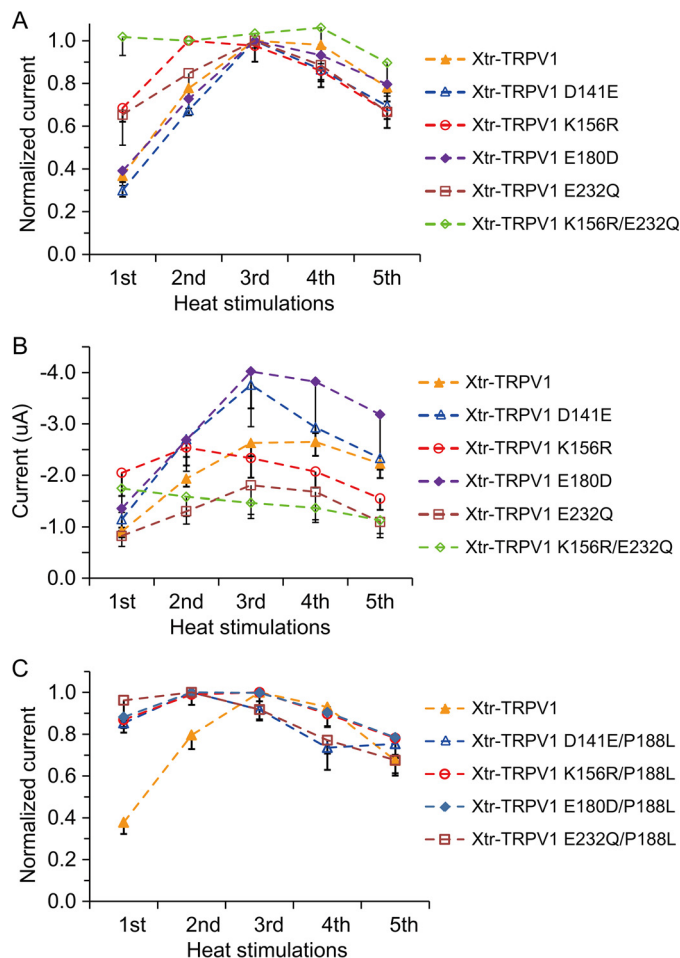 A
Normalized current
1.0
0.8
0.6
0.4
0.2
0.0
1st 2nd 3rd 4th 5th
Heat stimulations
Xtr-TRPV1
Xtr-TRPV1 D141E
Xtr-TRPV1 K156R
Xtr-TRPV1 E180D
Xtr-TRPV1 E232Q
Xtr-TRPV1 K156R/E232Q
B
Current (uA)
-4.0
-3.0
-2.0
-1.0
0.0
1st 2nd 3rd 4th 5th
Heat stimulations
Xtr-TRPV1
Xtr-TRPV1 D141E
Xtr-TRPV1 K156R
Xtr-TRPV1 E180D
Xtr-TRPV1 E232Q
Xtr-TRPV1 K156R/E232Q
C
Normalized current
1.0
0.8
0.6
0.4
0.2
0.0
1st 2nd 3rd 4th 5th
Heat stimulations
Xtr-TRPV1
Xtr-TRPV1 D141E/P188L
Xtr-TRPV1 K156R/P188L
Xtr-TRPV1 E180D/P188L
Xtr-TRPV1 E232Q/P188L